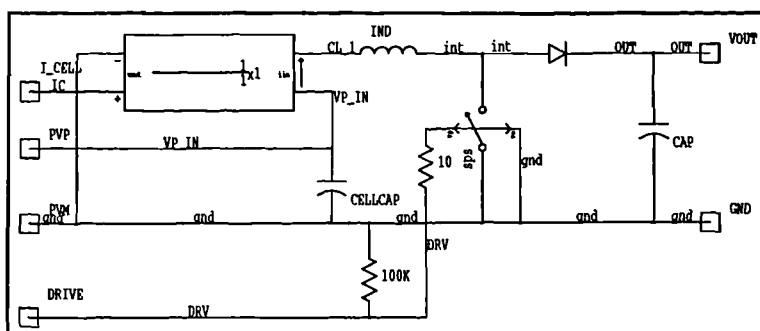 IND
VOUT
CL_1
int
int
OUT
OUT
I_CELL
-
x1
IC
+
VP_IN
PVP
VP_IN
10
sps
gnd
CAP
CELLCAP
PVM
GND
gnd
gnd
gnd
gnd
gnd
DRV
100K
DRIVE
DRV